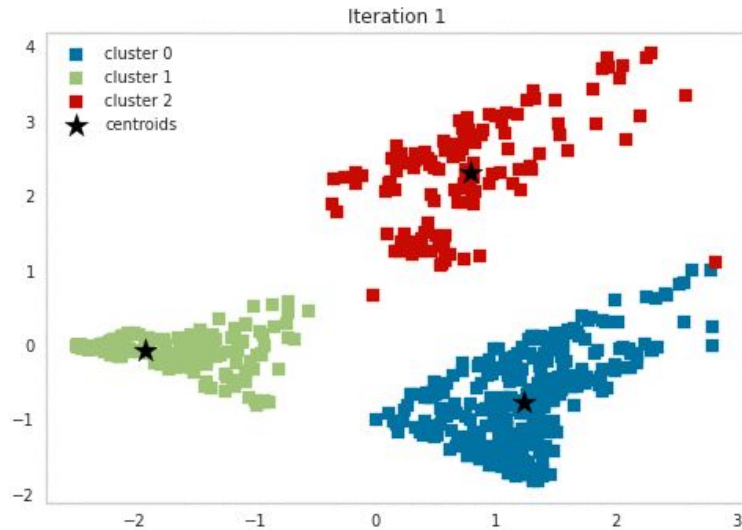 Iteration 1
cluster 0
cluster 1
cluster 2
centroids
4
3
2
1
0
−1
−2
−2 −1 0 1 2 3